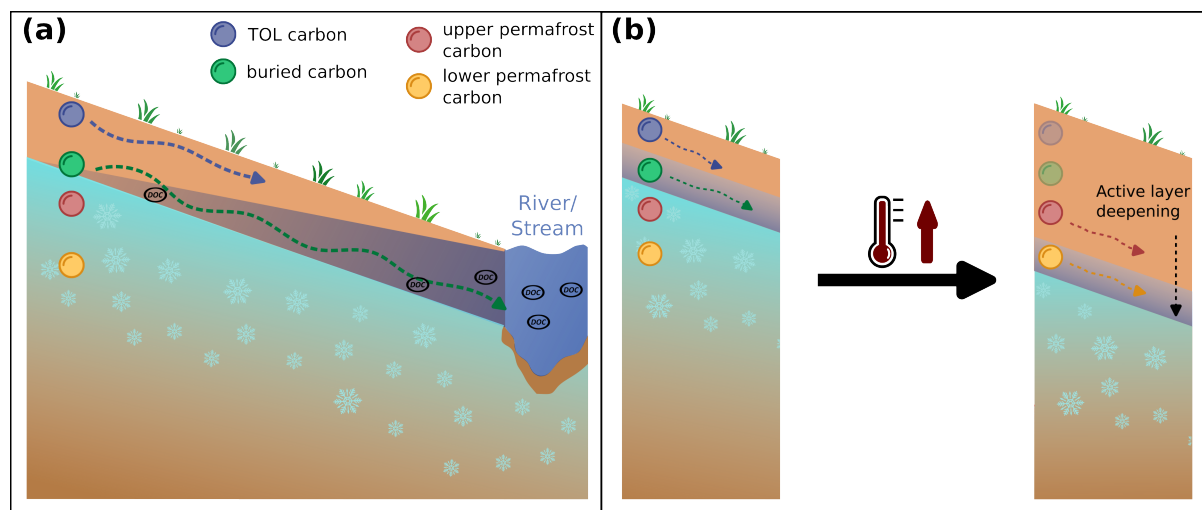 (a)
TOL carbon
buried carbon
upper permafrost
carbon
lower permafrost
carbon
DOC
River/
Stream
DOC
DOC
DOC
DOC
DOC
(b)
Active layer
deepening